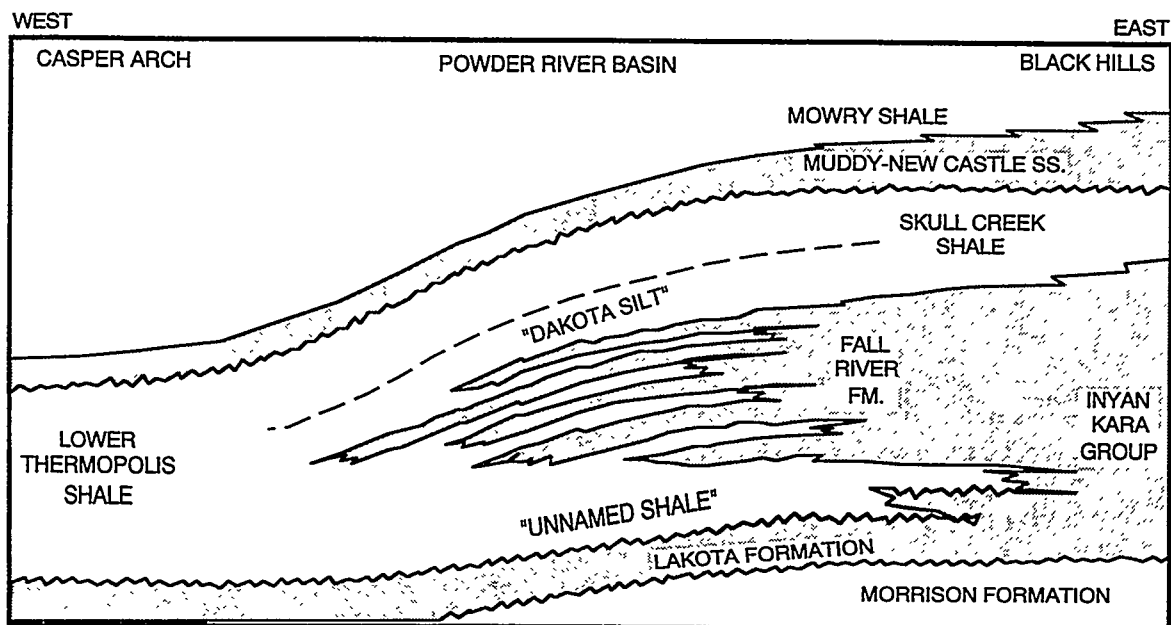 WEST
EAST
CASPER ARCH
POWDER RIVER BASIN
BLACK HILLS
MOWRY SHALE
MUDDY-NEW CASTLE SS.
SKULL CREEK
SHALE
"DAKOTA SILT"
FALL
RIVER
FM.
INYAN
KARA
GROUP
LOWER
THERMOPOLIS
SHALE
"UNNAMED SHALE"
LAKOTA FORMATION
MORRISON FORMATION